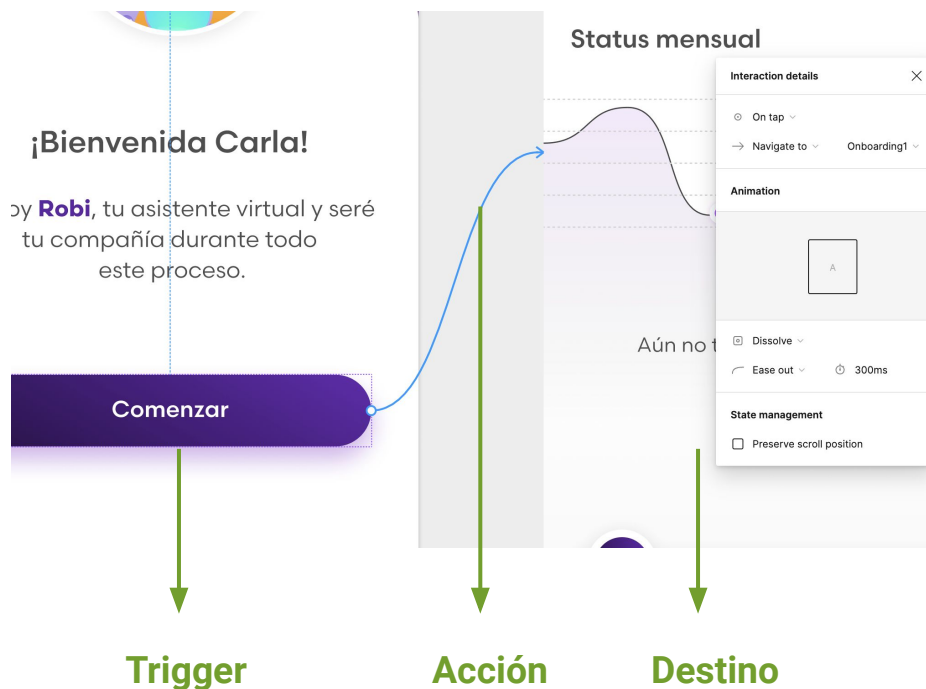 Status mensual
Interaction details
On tap
Navigate to Onboarding1
Animation
A
Dissolve
Ease out 300ms
State management
Preserve scroll position
¡Bienvenida Carla!
oy Robi, tu asistente virtual y seré
tu compañía durante todo
este proceso.
Aún no t
Comenzar
Trigger
Acción
Destino